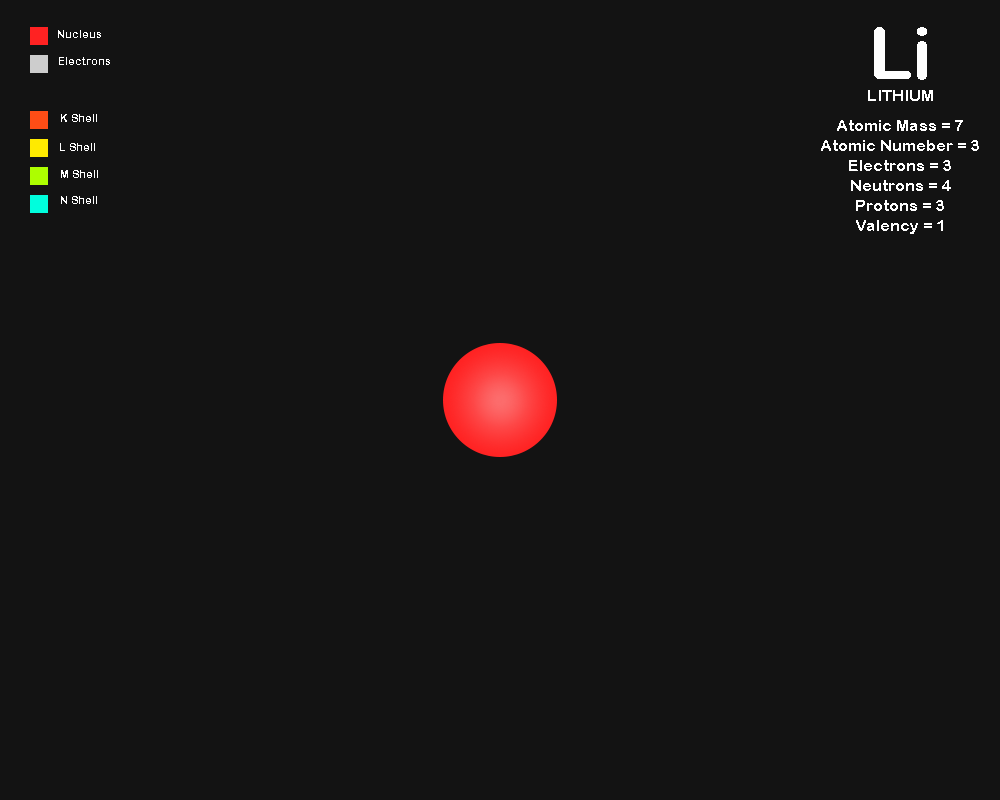 Nucleus
Electrons
K Shell
L Shell
M Shell
N Shell
Li
LITHIUM
Atomic Mass = 7
Atomic Numeber = 3
Electrons = 3
Neutrons = 4
Protons = 3
Valency = 1